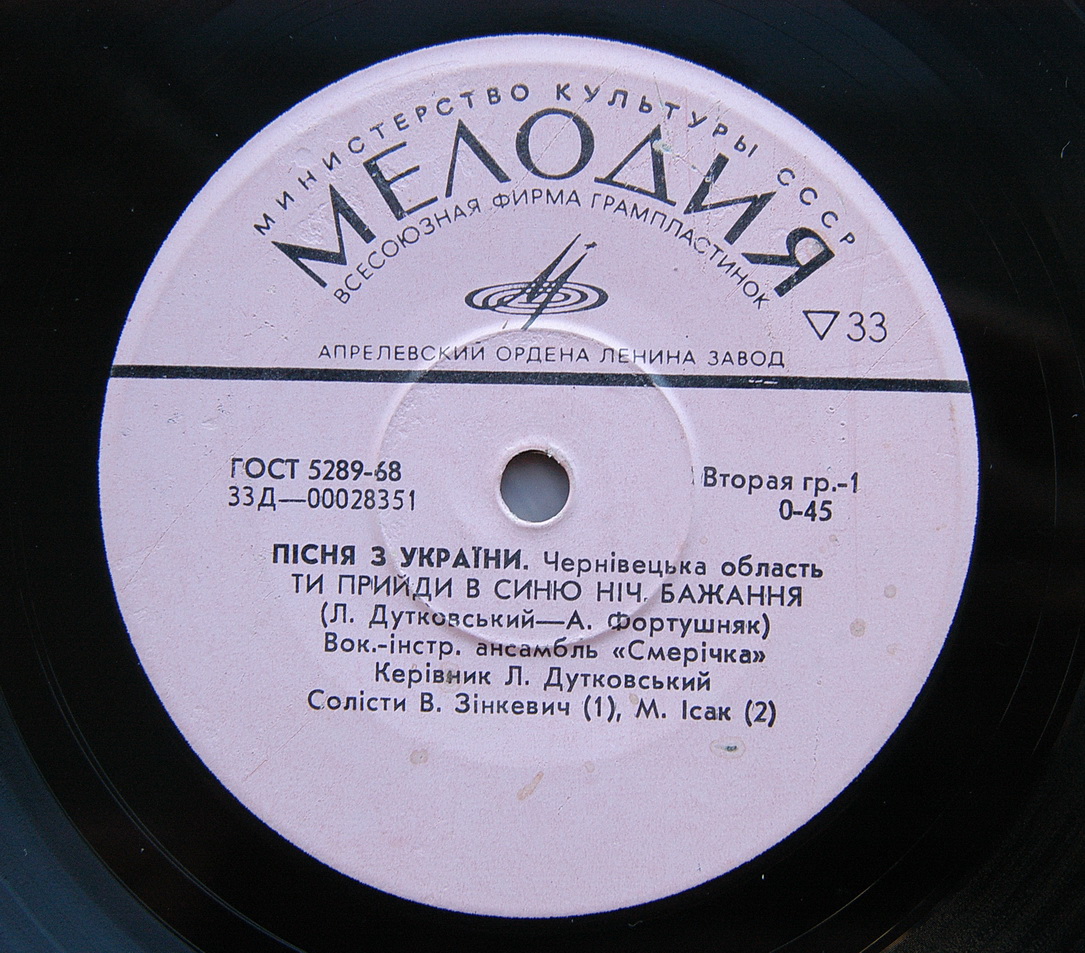 МИНИСТЕРСТВО КУЛЬТУРЫ СССР
МЕЛОДИЯ
ВСЕСОЮЗНАЯ ФИРМА ГРАМПЛАСТИНОК
▽33
АПРЕЛЕВСКИЙ ОРДЕНА ЛЕНИНА ЗАВОД
ГОСТ 5289-68 Вторая гр.-1
33Д—00028351 0-45
ПІСНЯ З УКРАЇНИ. Чернівецька область
ТИ ПРИЙДИ В СИНЮ НІЧ. БАЖАННЯ
(Л. Дутковський—А. Фортушняк)
Вок.-інстр. ансамбль «Смерічка»
Керівник Л. Дутковський
Солісти В. Зінкевич (1), М. Ісак (2)